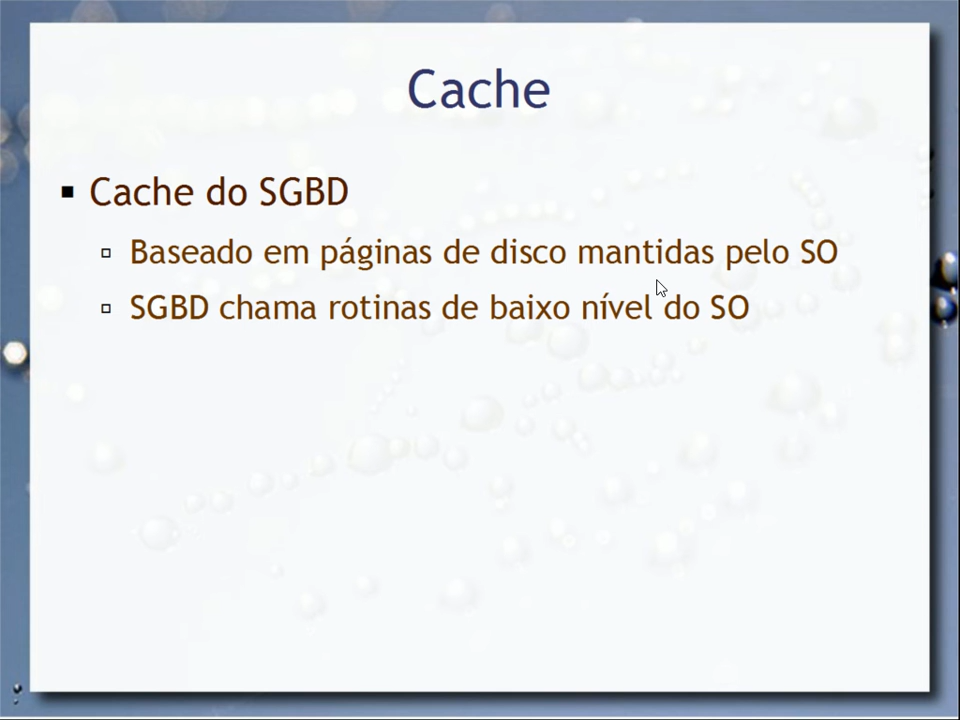 Cache
Cache do SGBD
Baseado em páginas de disco mantidas pelo SO
SGBD chama rotinas de baixo nível do SO